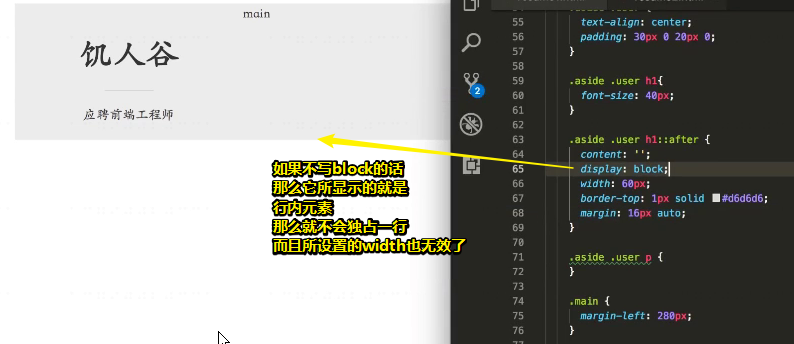 main
饥人谷
应聘前端工程师
如果不写block的话
那么它所显示的就是
行内元素
那么就不会独占一行
而且所设置的width也无效了
2
54 .aside .user {
55 text-align: center;
56 padding: 30px 0 20px 0;
57 }
58
59 .aside .user h1{
60 font-size: 40px;
61 }
62
63 .aside .user h1::after {
64 content: '';
65 display: block;
66 width: 60px;
67 border-top: 1px solid #d6d6d6;
68 margin: 16px auto;
69 }
70
71 .aside .user p {
72 }
73
74 .main {
75 margin-left: 280px;
76 }